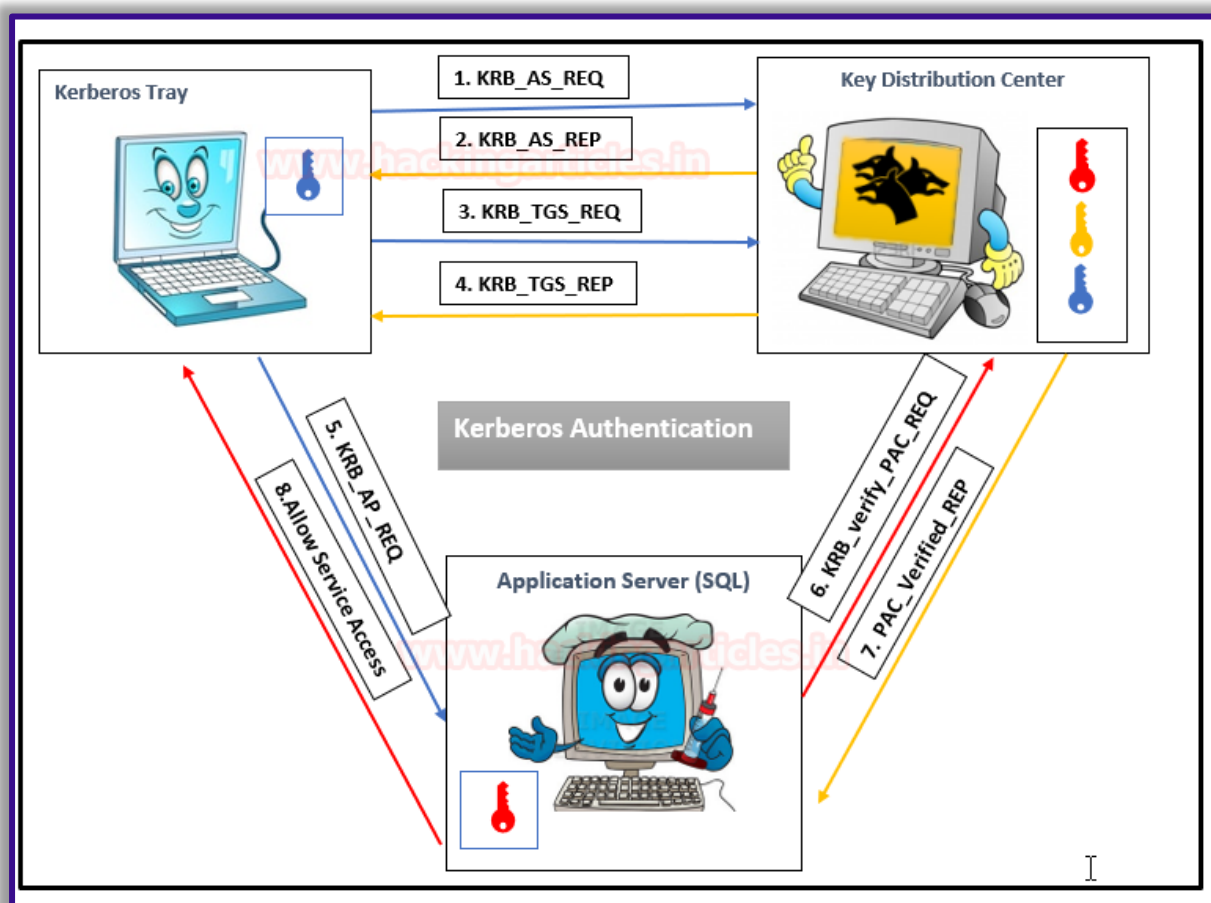 Kerberos Tray
1. KRB_AS_REQ
Key Distribution Center
2. KRB_AS_REP
www.hackingarticles.in
3. KRB_TGS_REQ
4. KRB_TGS_REP
Kerberos Authentication
5. KRB_AP_REQ
6. KRB_verify_PAC_REQ
7. PAC_Verified_REP
8.Allow Service Access
Application Server (SQL)